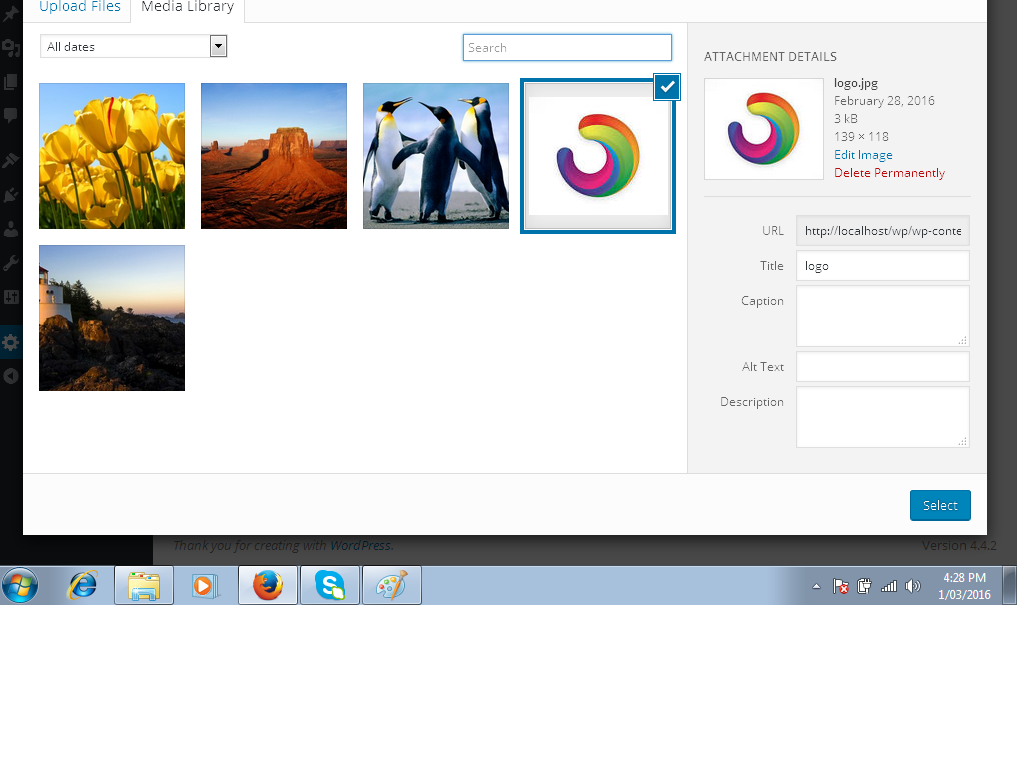 Upload Files
Media Library
All dates
Search
ATTACHMENT DETAILS
logo.jpg
February 28, 2016
3 kB
139 × 118
Edit Image
Delete Permanently
URL http://localhost/wp/wp-conte
Title logo
Caption
Alt Text
Description
Select
Thank you for creating with WordPress.
Version 4.4.2
4:28 PM
1/03/2016